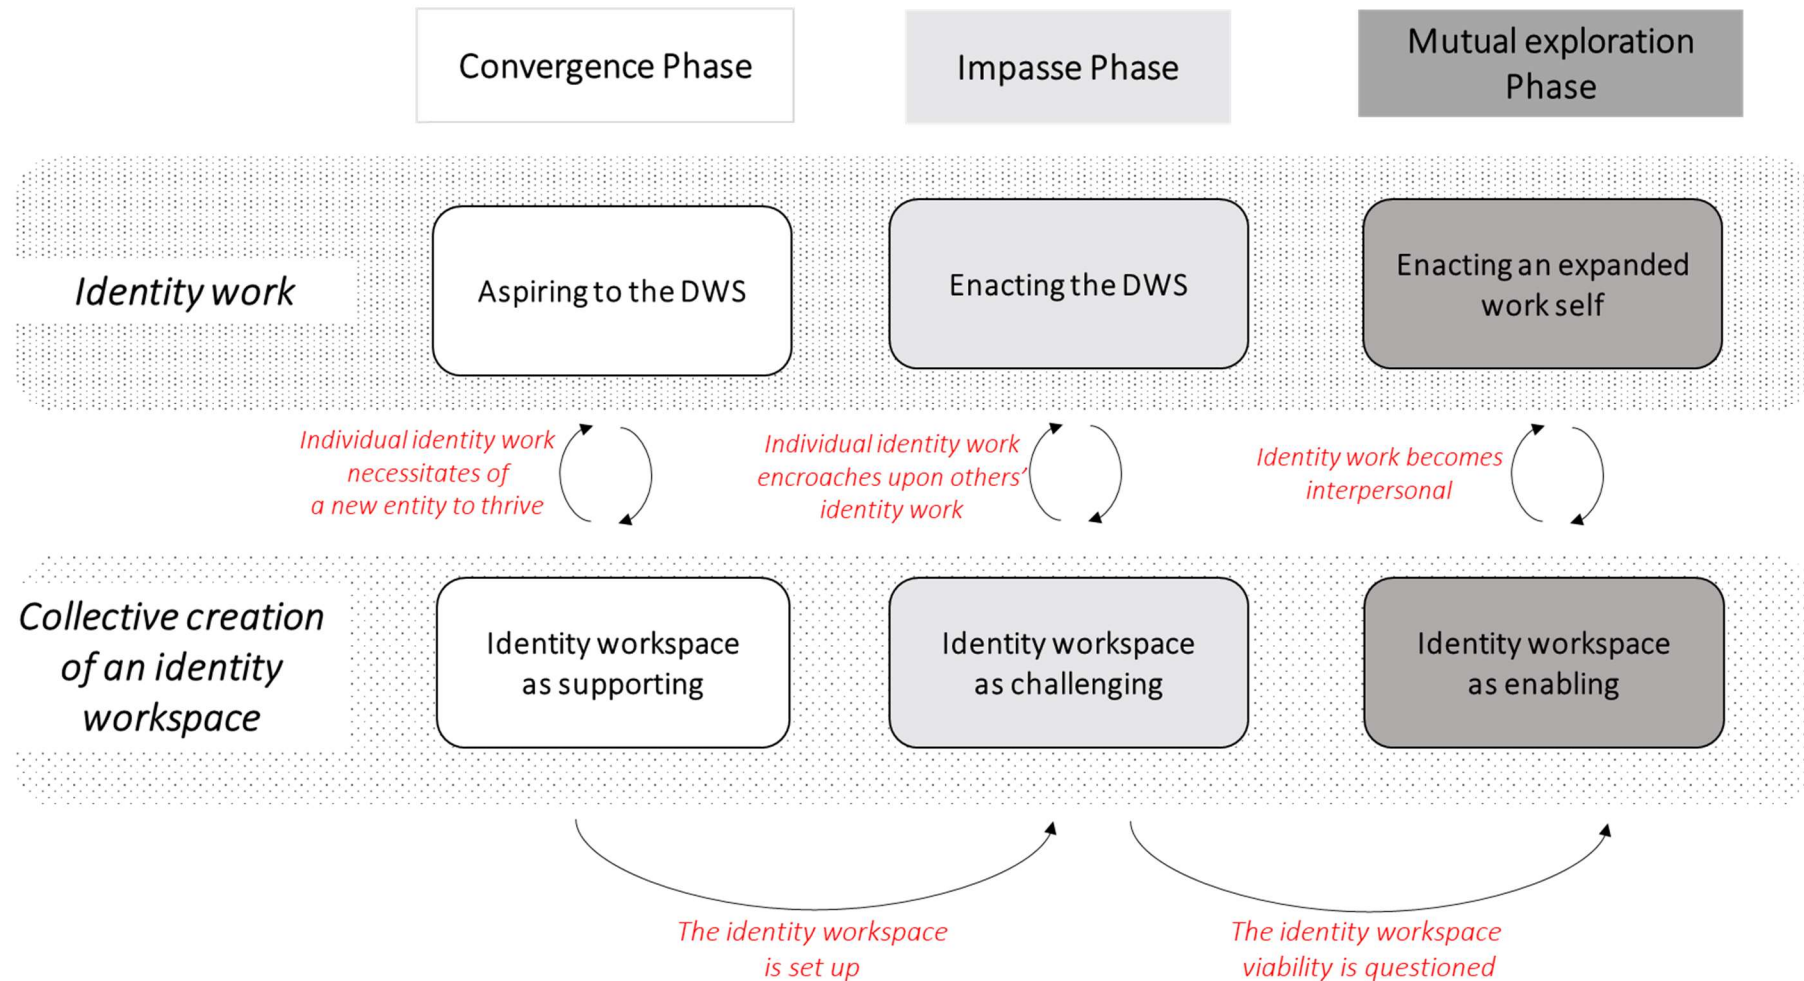 Convergence Phase
Impasse Phase
Mutual exploration
Phase
Identity work
Aspiring to the DWS
Enacting the DWS
Enacting an expanded
work self
Individual identity work
necessitates of
a new entity to thrive
Individual identity work
encroaches upon others'
identity work
Identity work becomes
interpersonal
Collective creation
of an identity
workspace
Identity workspace
as supporting
Identity workspace
as challenging
Identity workspace
as enabling
The identity workspace
is set up
The identity workspace
viability is questioned